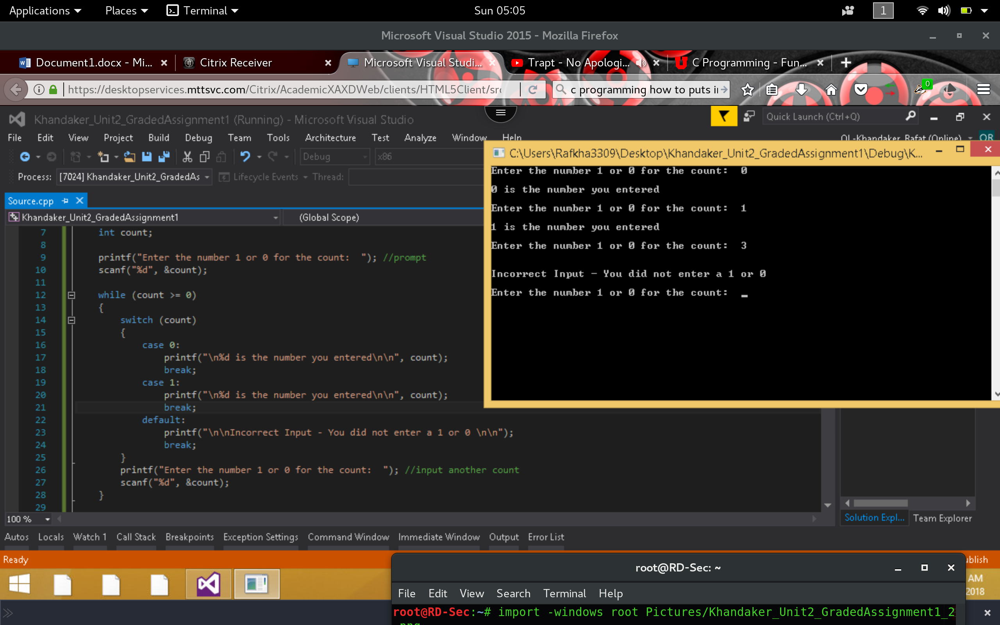 Applications Places Terminal Sun 05:05 1
Microsoft Visual Studio 2015 - Mozilla Firefox
Document1.docx - Mi... Citrix Receiver Microsoft Visual Studi... Trapt - No Apologi... C Programming - Fun...
https://desktopservices.mttsvc.com/Citrix/AcademicXAXDWeb/clients/HTML5Client/src c programming how to puts 0
Khandaker_Unit2_GradedAssignment1 (Running) - Microsoft Visual Studio Quick Launch (Ctrl+Q)
File Edit View Project Build Debug Team Tools Architecture Test Analyze Window Help OL-Khandaker, Rafat (Online) OR
Debug x86
Process: [7024] Khandaker_Unit2_GradedAs Lifecycle Events Thread:
Source.cpp
Khandaker_Unit2_GradedAssignment1 (Global Scope)
7 int count;
8
9 printf("Enter the number 1 or 0 for the count:  "); //prompt
10 scanf("%d", &count);
11
12 while (count >= 0)
13 {
14 switch (count)
15 {
16 case 0:
17 printf("\n%d is the number you entered\n\n", count);
18 break;
19 case 1:
20 printf("\n%d is the number you entered\n\n", count);
21 break;
22 default:
23 printf("\n\nIncorrect Input - You did not enter a 1 or 0 \n\n");
24 break;
25 }
26 printf("Enter the number 1 or 0 for the count:  "); //input another count
27 scanf("%d", &count);
28 }
29
100 %
C:\Users\Rafkha3309\Desktop\Khandaker_Unit2_GradedAssignment1\Debug\K...
Enter the number 1 or 0 for the count:  0
0 is the number you entered
Enter the number 1 or 0 for the count:  1
1 is the number you entered
Enter the number 1 or 0 for the count:  3
Incorrect Input - You did not enter a 1 or 0
Enter the number 1 or 0 for the count:  _
Solution Expl... Team Explorer
Autos Locals Watch 1 Call Stack Breakpoints Exception Settings Command Window Immediate Window Output Error List
Ready ublish
AM
2018
root@RD-Sec: ~
File Edit View Search Terminal Help
root@RD-Sec:~# import -windows root Pictures/Khandaker_Unit2_GradedAssignment1_2
.png